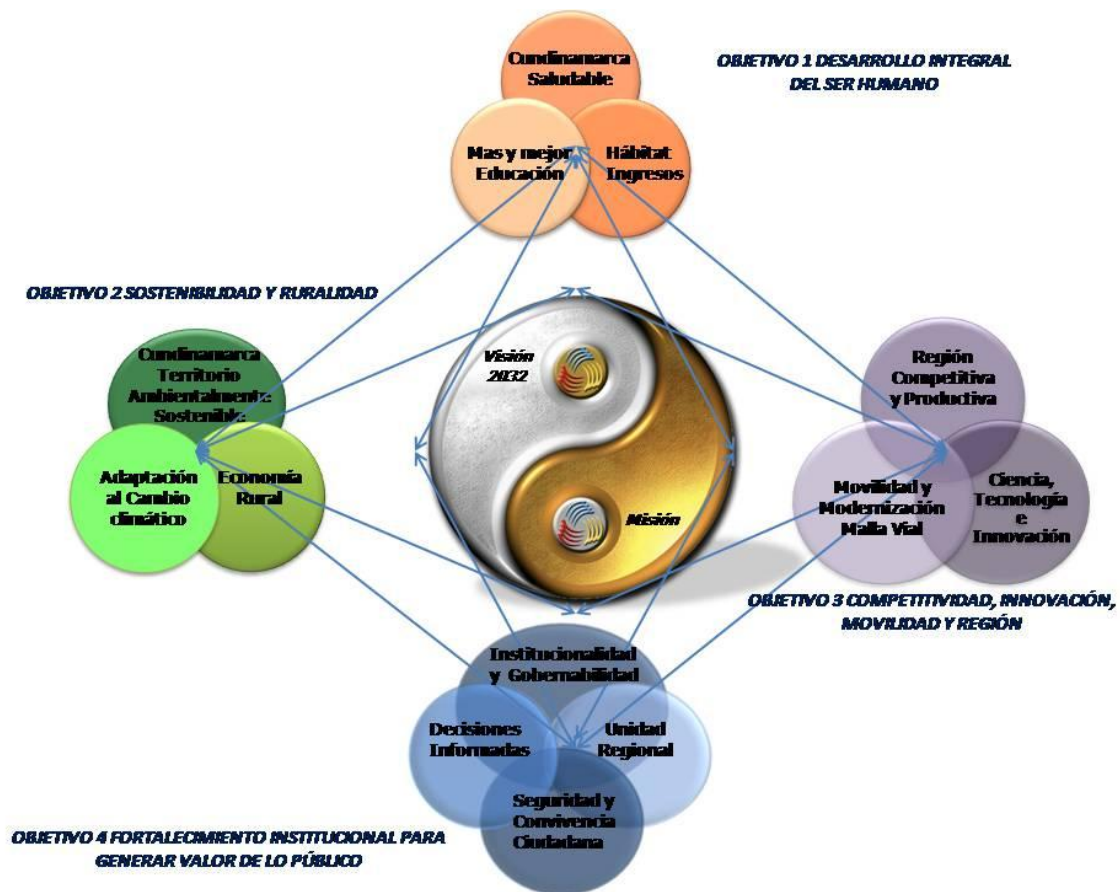 OBJETIVO 1 DESARROLLO INTEGRAL
DEL SER HUMANO
Cundinamarca
Saludable
Mas y mejor
Educación
Hábitat
Ingresos
OBJETIVO 2 SOSTENIBILIDAD Y RURALIDAD
Cundinamarca
Territorio
Ambientalmente
Sostenible
Adaptación
al Cambio
climático
Economía
Rural
Visión
2032
Misión
Región
Competitiva
y Productiva
Movilidad y
Modernización
Malla Vial
Ciencia,
Tecnología
e
Innovación
OBJETIVO 3 COMPETITIVIDAD, INNOVACIÓN,
MOVILIDAD Y REGIÓN
Institucionalidad
y Gobernabilidad
Decisiones
Informadas
Unidad
Regional
Seguridad y
Convivencia
Ciudadana
OBJETIVO 4 FORTALECIMIENTO INSTITUCIONAL PARA
GENERAR VALOR DE LO PÚBLICO